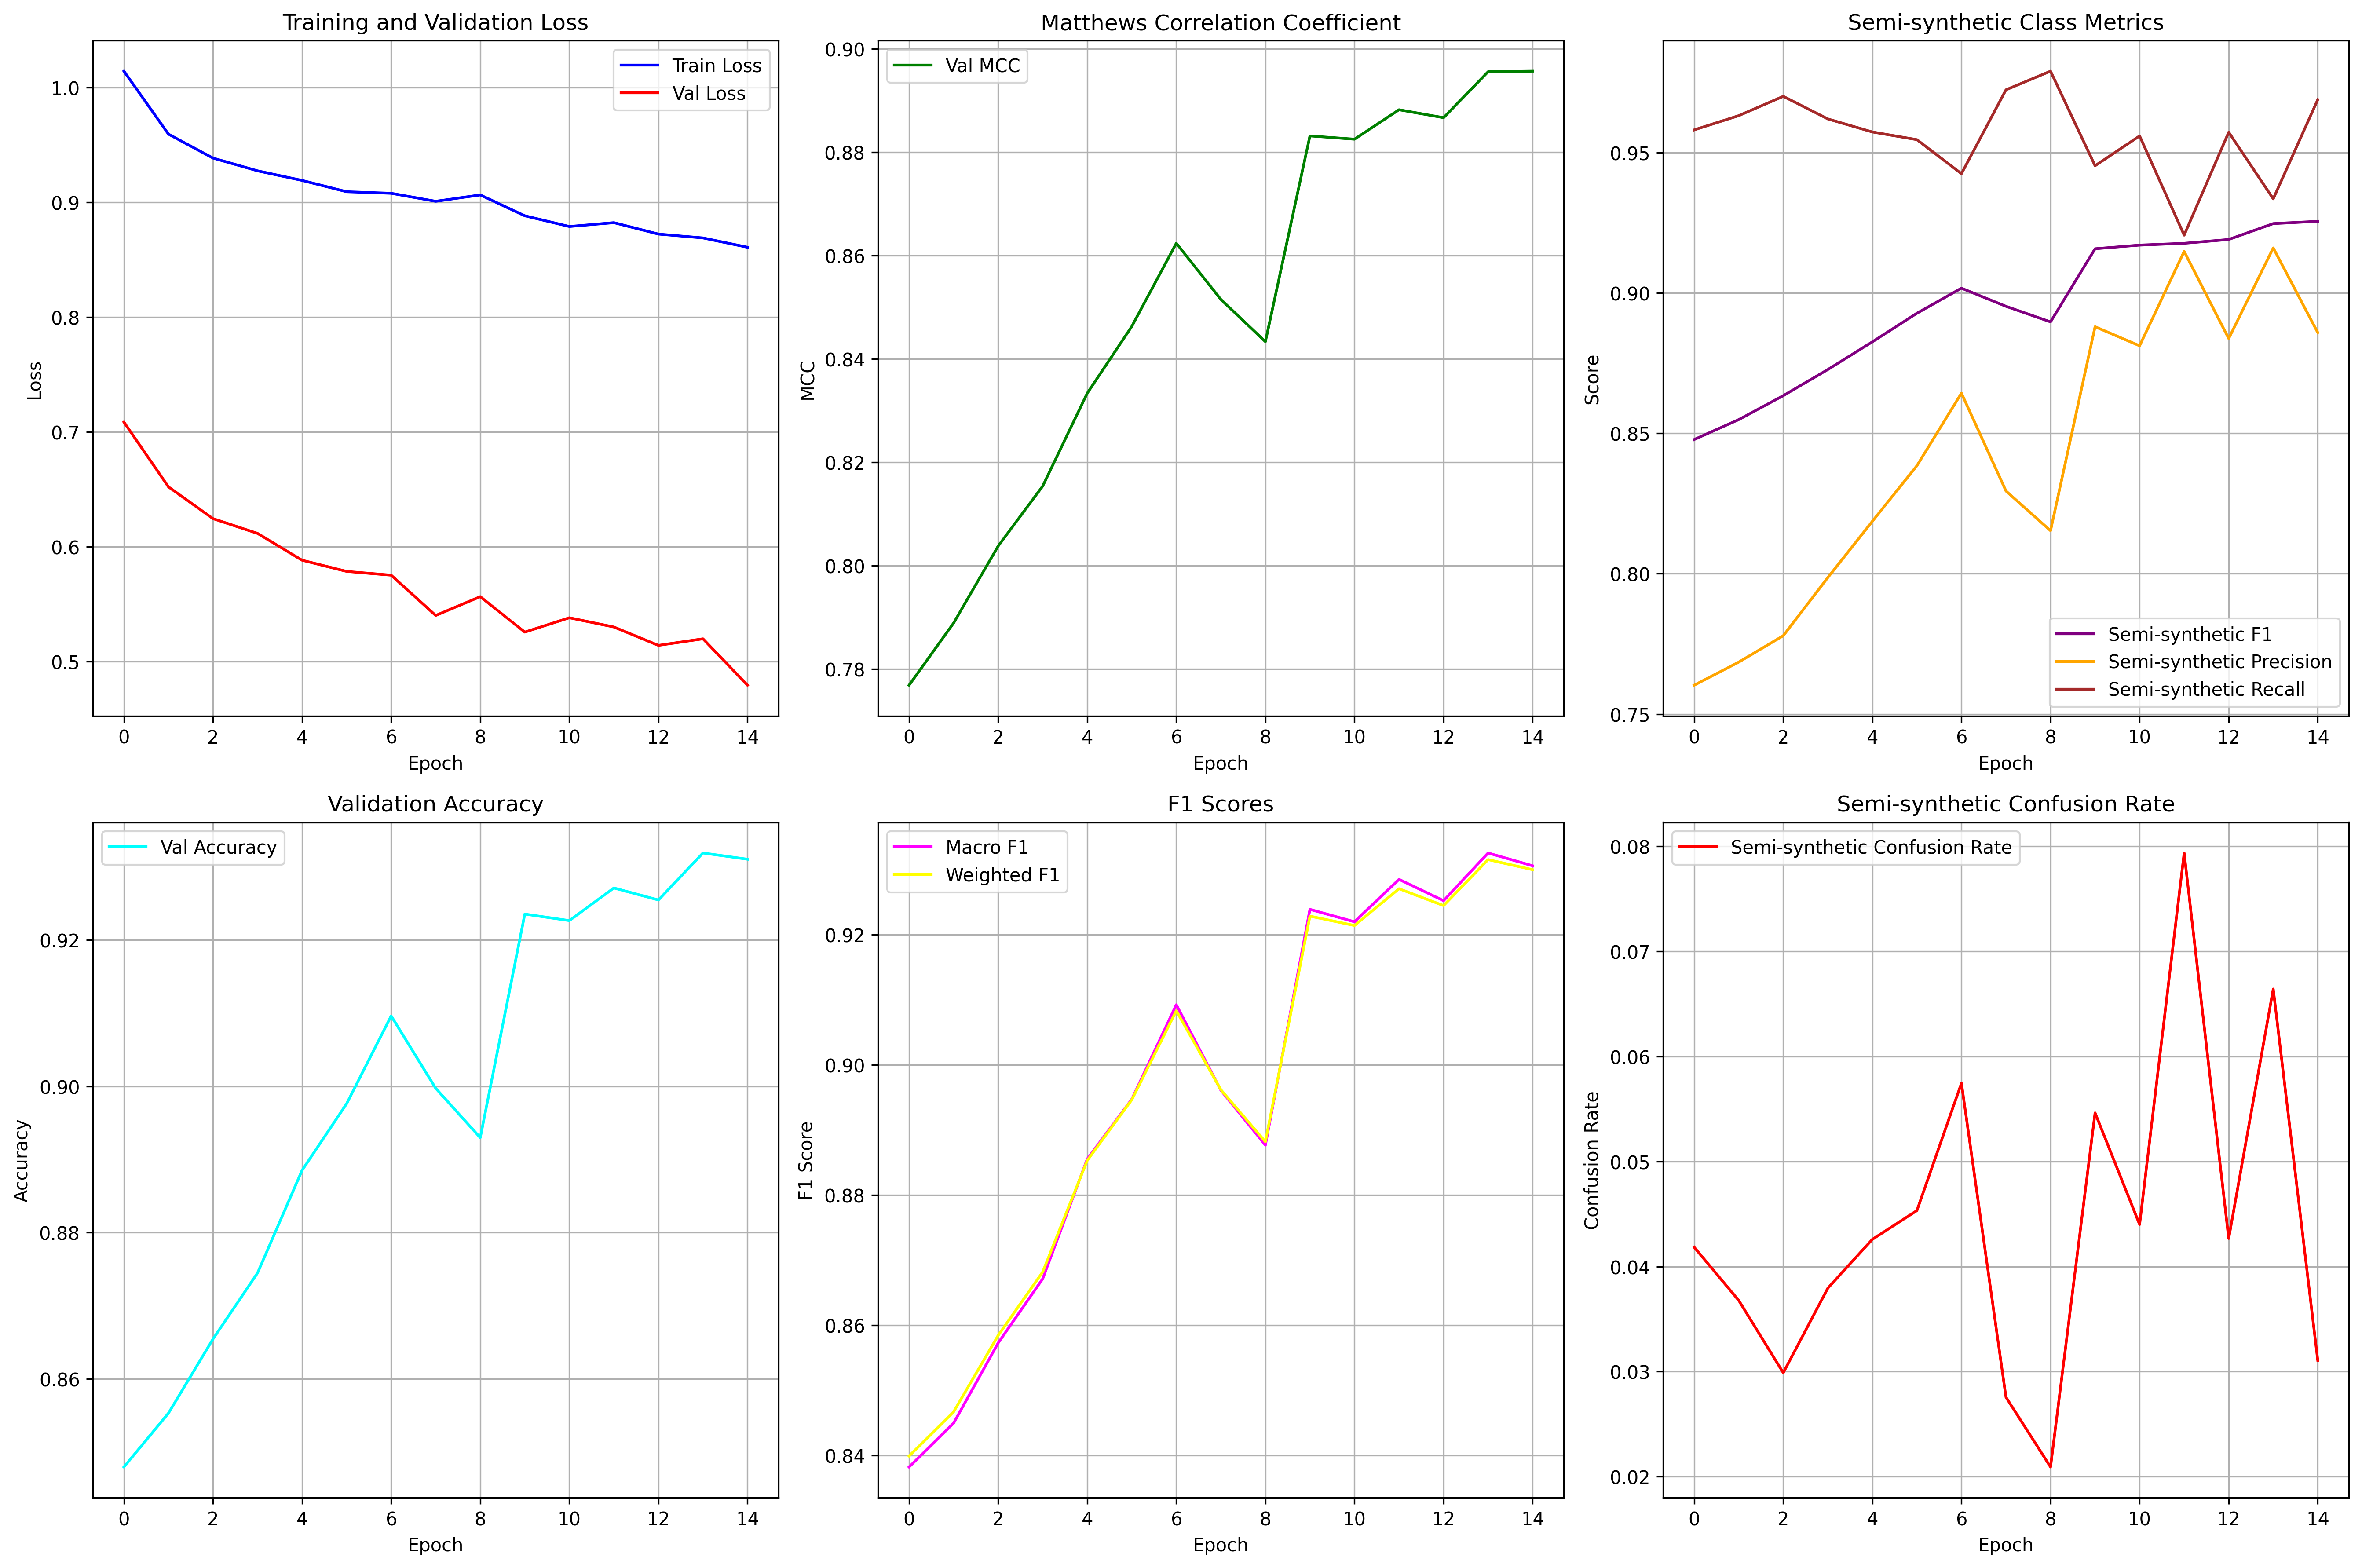 Training and Validation Loss
Train Loss
Val Loss
1.0
0.9
0.8
0.7
0.6
0.5
Loss
0 2 4 6 8 10 12 14
Epoch
Matthews Correlation Coefficient
Val MCC
0.90
0.88
0.86
0.84
0.82
0.80
0.78
MCC
0 2 4 6 8 10 12 14
Epoch
Semi-synthetic Class Metrics
0.95
0.90
0.85
0.80
0.75
Score
Semi-synthetic F1
Semi-synthetic Precision
Semi-synthetic Recall
0 2 4 6 8 10 12 14
Epoch
Validation Accuracy
Val Accuracy
0.92
0.90
0.88
0.86
Accuracy
0 2 4 6 8 10 12 14
Epoch
F1 Scores
Macro F1
Weighted F1
0.92
0.90
0.88
0.86
0.84
F1 Score
0 2 4 6 8 10 12 14
Epoch
Semi-synthetic Confusion Rate
Semi-synthetic Confusion Rate
0.08
0.07
0.06
0.05
0.04
0.03
0.02
Confusion Rate
0 2 4 6 8 10 12 14
Epoch